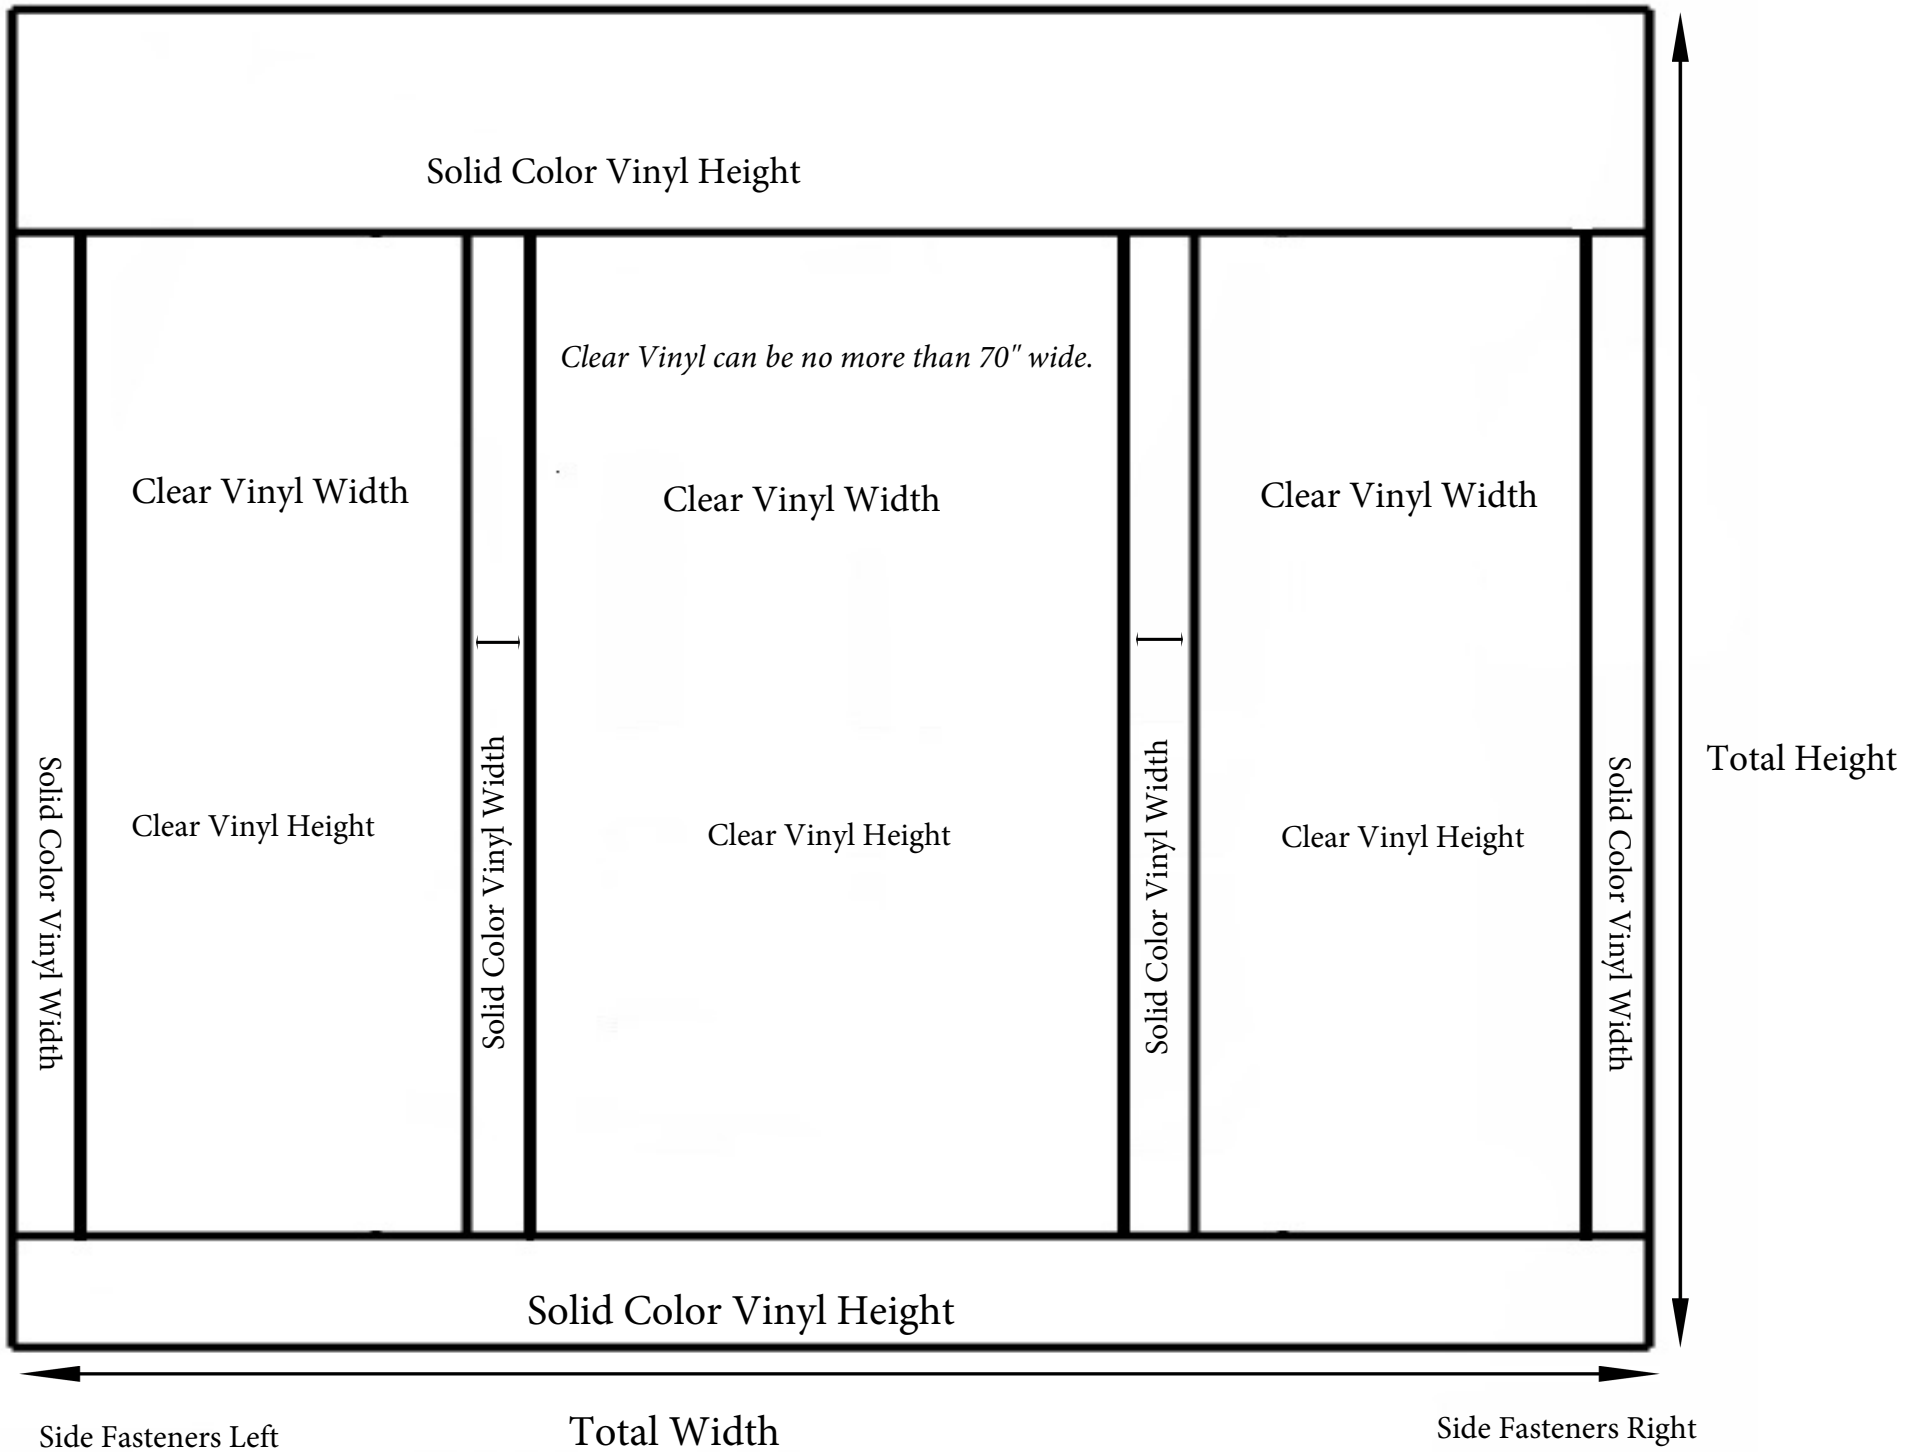 Solid Color Vinyl Height
Clear Vinyl can be no more than 70" wide.
Clear Vinyl Width
Clear Vinyl Width
Clear Vinyl Width
Solid Color Vinyl Width
Clear Vinyl Height
Solid Color Vinyl Width
Clear Vinyl Height
Solid Color Vinyl Width
Clear Vinyl Height
Solid Color Vinyl Width
Total Height
Solid Color Vinyl Height
Side Fasteners Left
Total Width
Side Fasteners Right